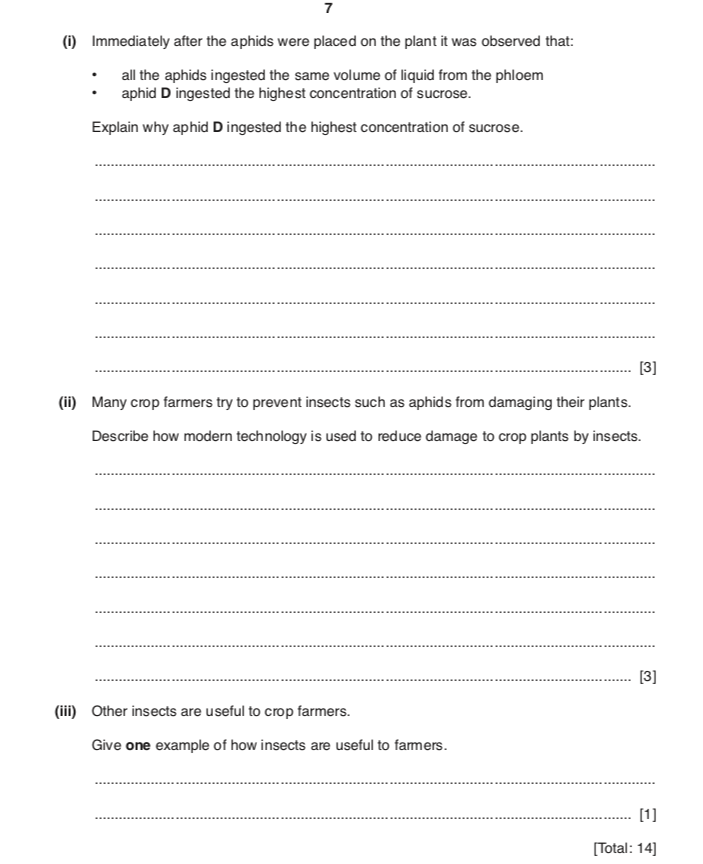 7
(i) Immediately after the aphids were placed on the plant it was observed that:
• all the aphids ingested the same volume of liquid from the phloem
• aphid D ingested the highest concentration of sucrose.
Explain why aphid D ingested the highest concentration of sucrose.
[3]
(ii) Many crop farmers try to prevent insects such as aphids from damaging their plants.
Describe how modern technology is used to reduce damage to crop plants by insects.
[3]
(iii) Other insects are useful to crop farmers.
Give one example of how insects are useful to farmers.
[1]
[Total: 14]